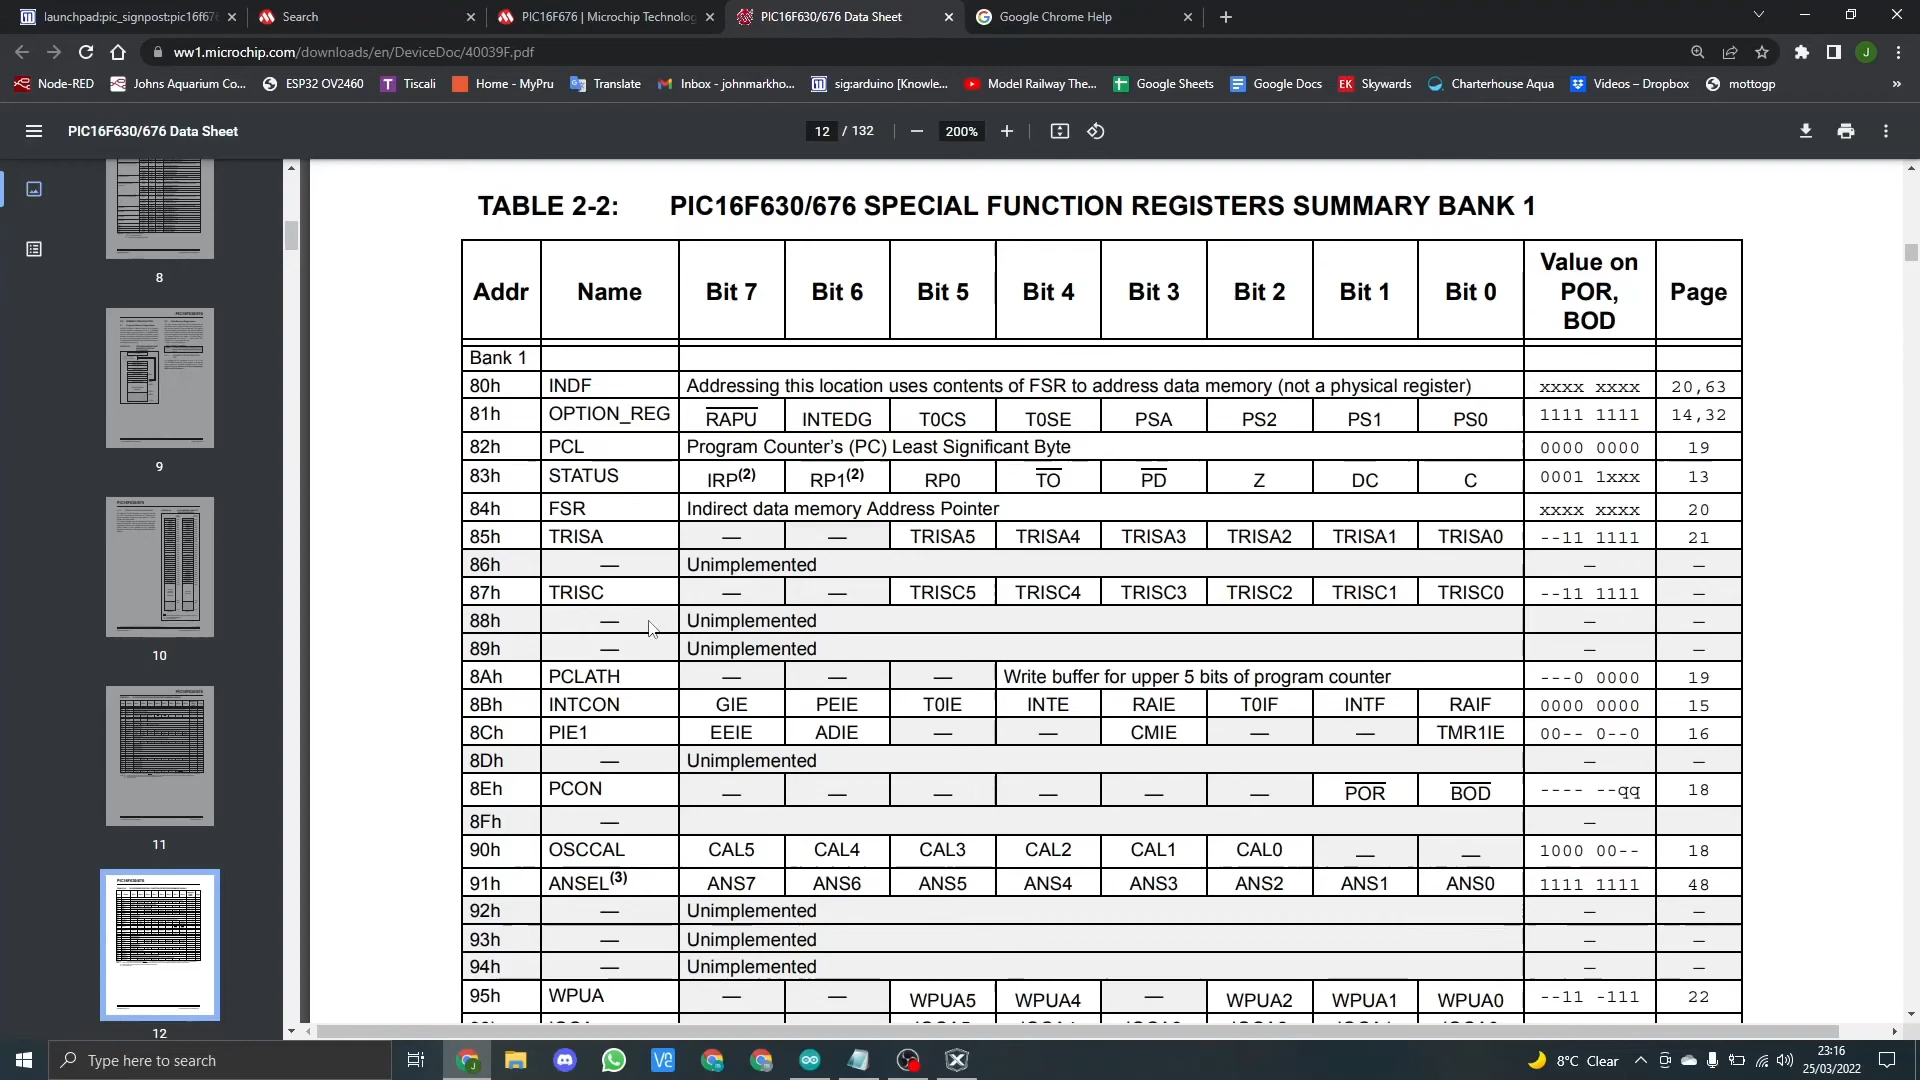 launchpad:pic_signpost:pic16f67
Search
PIC16F676 | Microchip Technolog
PIC16F630/676 Data Sheet
Google Chrome Help
ww1.microchip.com/downloads/en/DeviceDoc/40039F.pdf
J
Node-RED
Johns Aquarium Co...
ESP32 OV2460
T Tiscali
Home - MyPru
Translate
Inbox - johnmarkho...
sig:arduino [Knowle...
Model Railway The...
Google Sheets
Google Docs
EK Skywards
Charterhouse Aqua
Videos – Dropbox
mottogp
»
PIC16F630/676 Data Sheet
12 / 132
200%
8
9
10
11
12
TABLE 2-2: PIC16F630/676 SPECIAL FUNCTION REGISTERS SUMMARY BANK 1
Addr Name Bit 7 Bit 6 Bit 5 Bit 4 Bit 3 Bit 2 Bit 1 Bit 0 Value on POR, BOD Page
Bank 1
80h INDF Addressing this location uses contents of FSR to address data memory (not a physical register) xxxx xxxx 20,63
81h OPTION_REG RAPU INTEDG T0CS T0SE PSA PS2 PS1 PS0 1111 1111 14,32
82h PCL Program Counter's (PC) Least Significant Byte 0000 0000 19
83h STATUS IRP(2) RP1(2) RP0 TO PD Z DC C 0001 1xxx 13
84h FSR Indirect data memory Address Pointer xxxx xxxx 20
85h TRISA — — TRISA5 TRISA4 TRISA3 TRISA2 TRISA1 TRISA0 --11 1111 21
86h — Unimplemented – –
87h TRISC — — TRISC5 TRISC4 TRISC3 TRISC2 TRISC1 TRISC0 --11 1111 –
88h — Unimplemented – –
89h — Unimplemented – –
8Ah PCLATH — — — Write buffer for upper 5 bits of program counter ---0 0000 19
8Bh INTCON GIE PEIE T0IE INTE RAIE T0IF INTF RAIF 0000 0000 15
8Ch PIE1 EEIE ADIE — — CMIE — — TMR1IE 00-- 0--0 16
8Dh — Unimplemented – –
8Eh PCON — — — — — — POR BOD ---- --qq 18
8Fh — –
90h OSCCAL CAL5 CAL4 CAL3 CAL2 CAL1 CAL0 — — 1000 00-- 18
91h ANSEL(3) ANS7 ANS6 ANS5 ANS4 ANS3 ANS2 ANS1 ANS0 1111 1111 48
92h — Unimplemented – –
93h — Unimplemented – –
94h — Unimplemented – –
95h WPUA — — WPUA5 WPUA4 — WPUA2 WPUA1 WPUA0 --11 -111 22
Type here to search
8°C Clear
23:16
25/03/2022